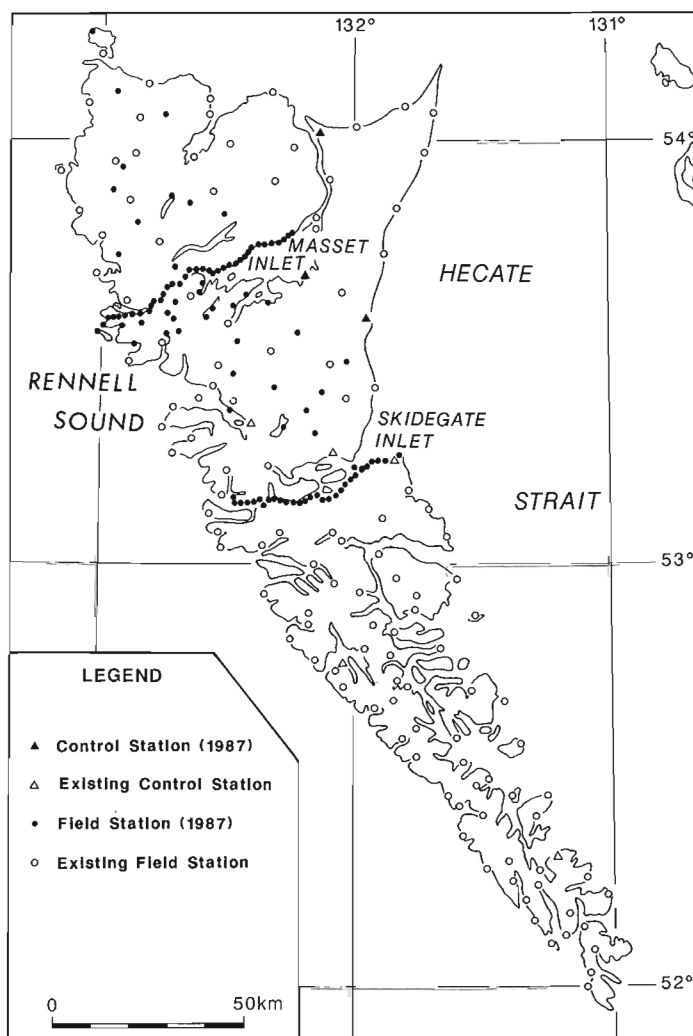 132°
131°
54°
MASSET
INLET
HECATE
RENNELL
SOUND
SKIDEGATE
INLET
STRAIT
53°
LEGEND
Control Station (1987)
Existing Control Station
Field Station (1987)
Existing Field Station
52°
0
50km